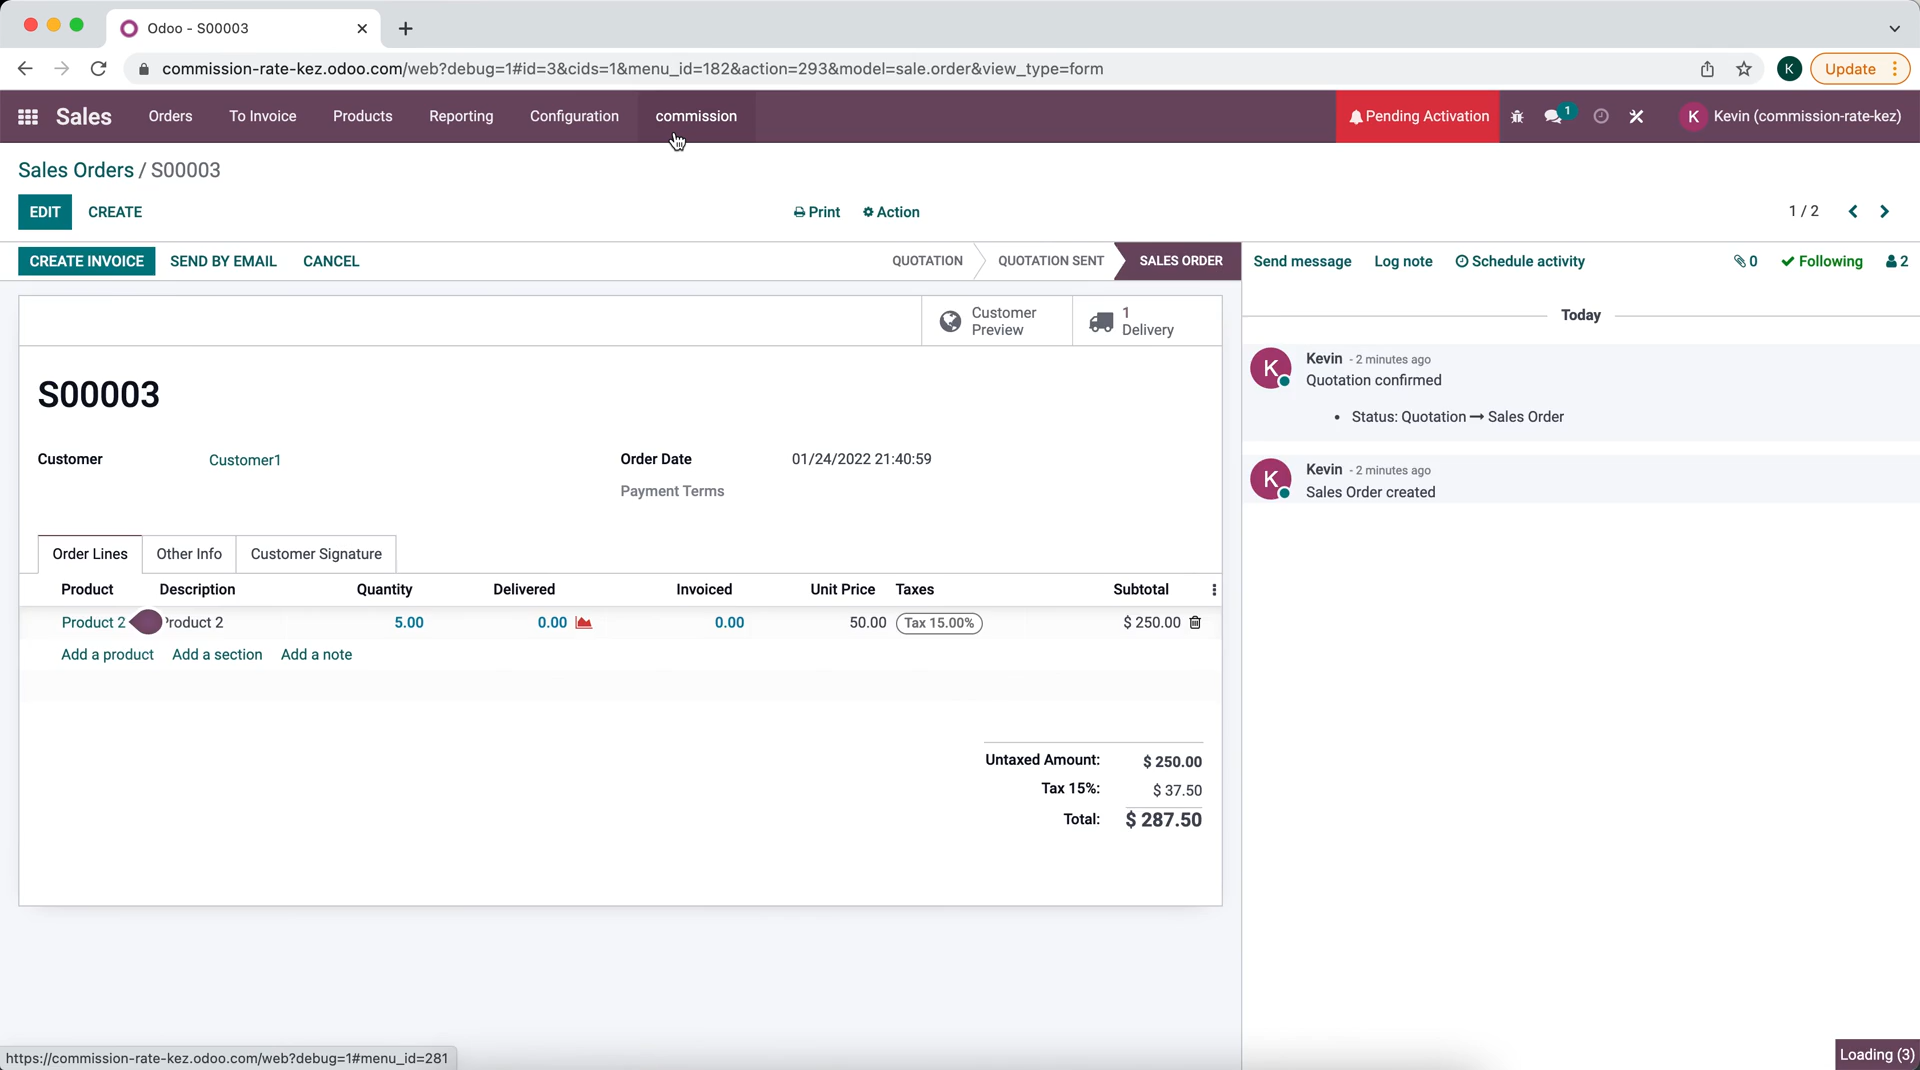 Odoo - S00003
commission-rate-kez.odoo.com/web?debug=1#id=3&cids=1&menu_id=182&action=293&model=sale.order&view_type=form
K
Update
Sales
Orders
To Invoice
Products
Reporting
Configuration
commission
Pending Activation
1
K
Kevin (commission-rate-kez)
Sales Orders / S00003
EDIT
CREATE
Print
Action
1 / 2
CREATE INVOICE
SEND BY EMAIL
CANCEL
QUOTATION
QUOTATION SENT
SALES ORDER
Send message
Log note
Schedule activity
0
Following
2
Customer
Preview
1
Delivery
Today
S00003
K
Kevin - 2 minutes ago
Quotation confirmed
• Status: Quotation → Sales Order
Customer
Customer1
Order Date
01/24/2022 21:40:59
Payment Terms
K
Kevin - 2 minutes ago
Sales Order created
Order Lines
Other Info
Customer Signature
Product
Description
Quantity
Delivered
Invoiced
Unit Price
Taxes
Subtotal
Product 2
Product 2
5.00
0.00
0.00
50.00
Tax 15.00%
$ 250.00
Add a product
Add a section
Add a note
Untaxed Amount:
$ 250.00
Tax 15%:
$ 37.50
Total:
$ 287.50
https://commission-rate-kez.odoo.com/web?debug=1#menu_id=281
Loading (3)